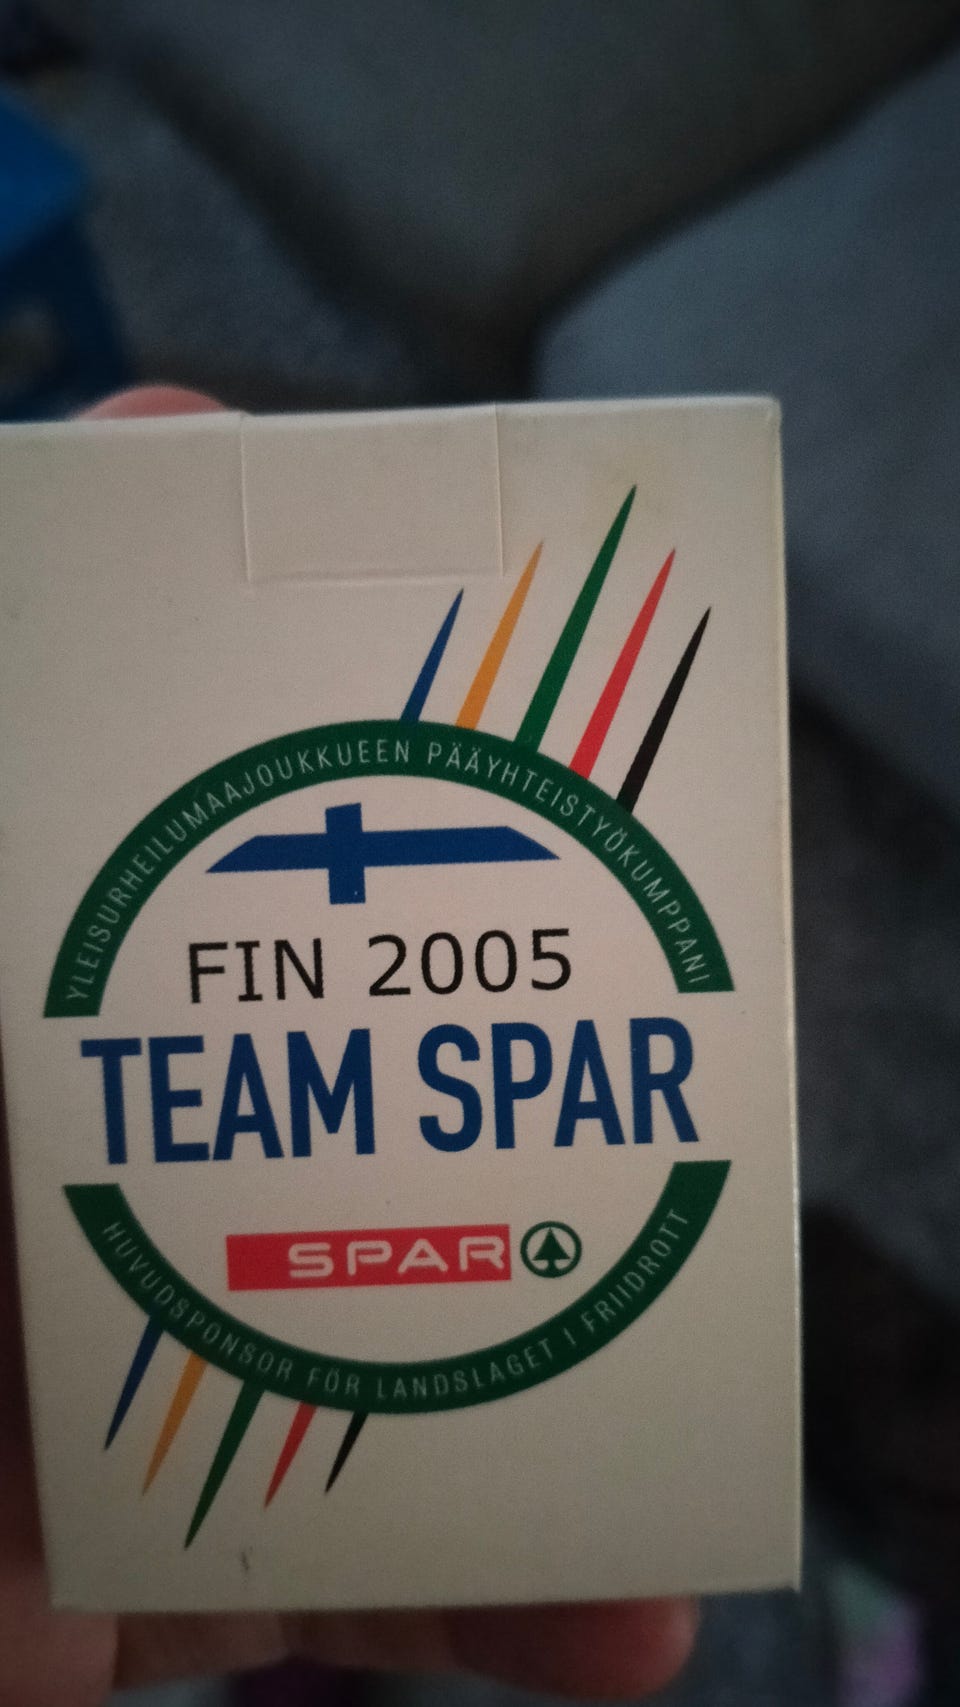 YLEISURHEILUMAAJOUKKUEEN PÄÄYHTEISTYÖKUMPPANI
FIN 2005
TEAM SPAR
SPAR
HUVUDSPONSOR FÖR LANDSLAGET I FRIIDROTT